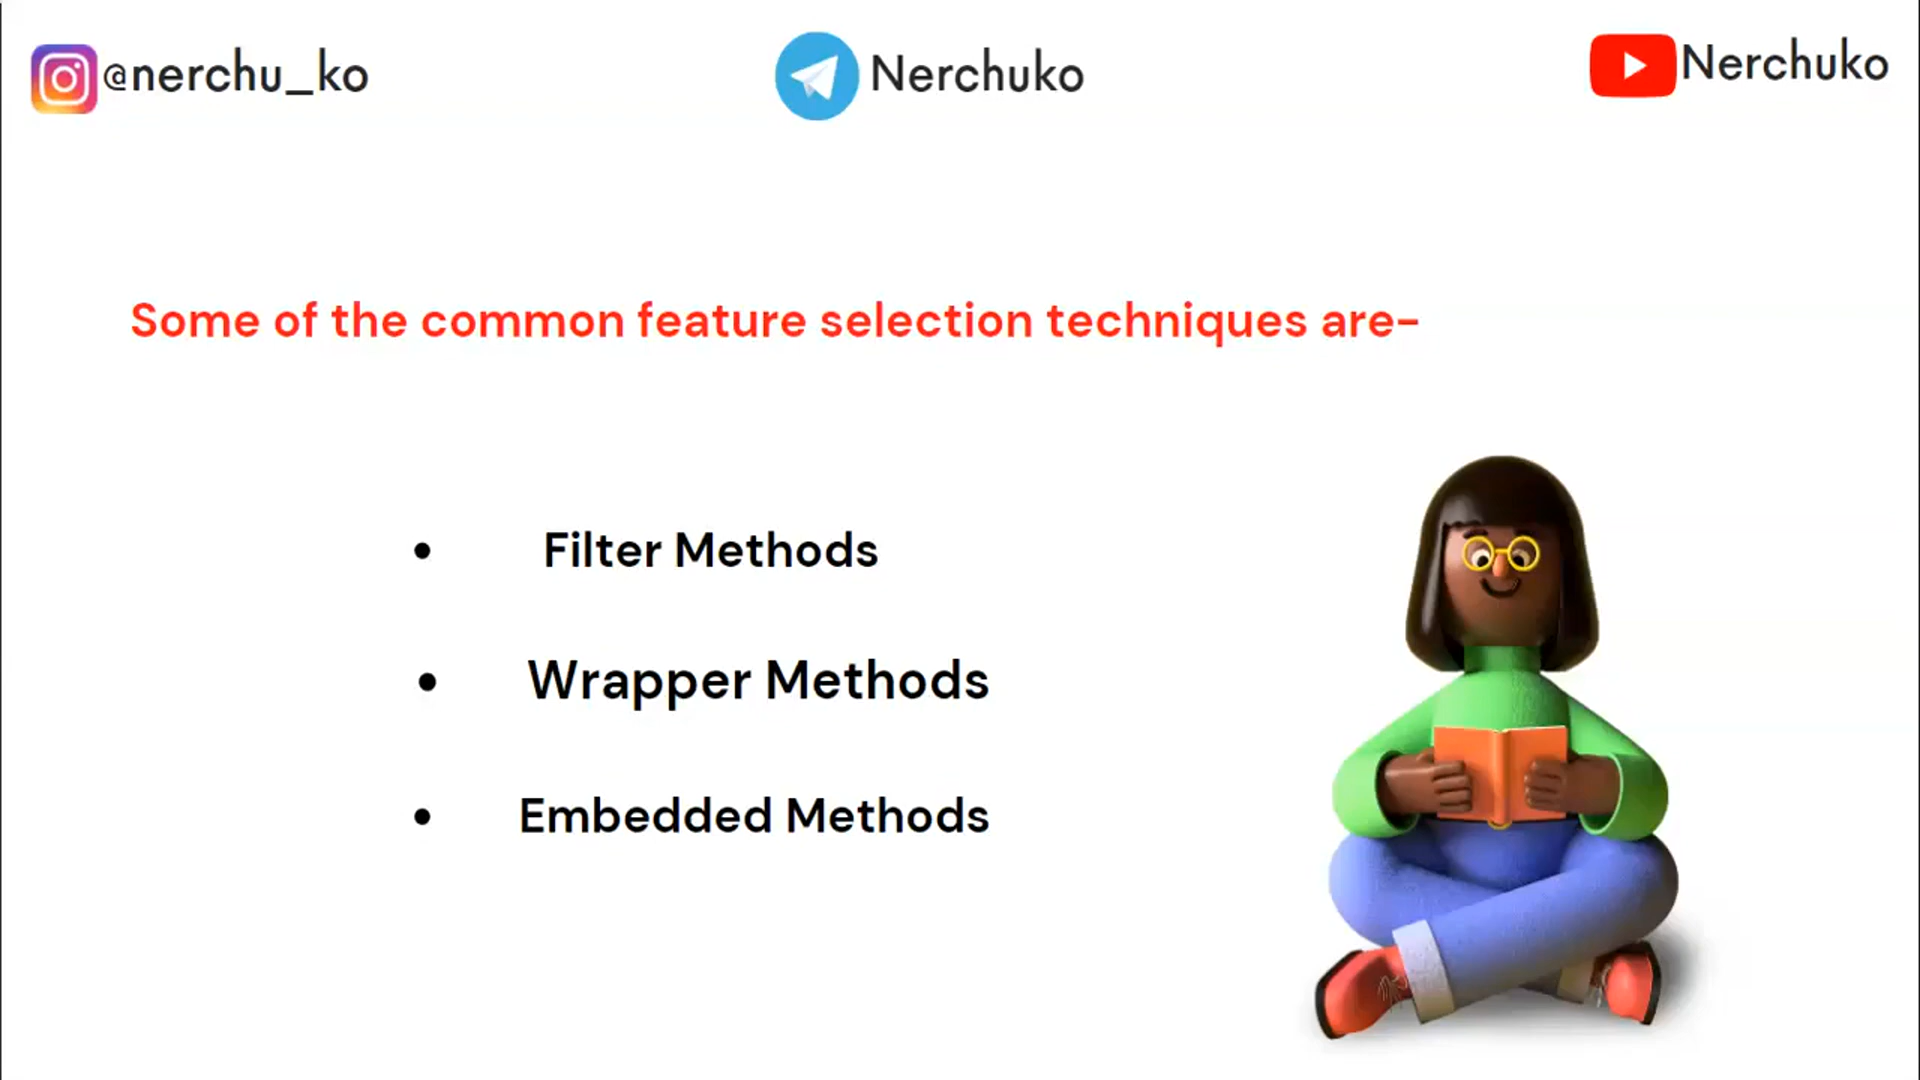 @nerchu_ko
Nerchuko
Nerchuko
Some of the common feature selection techniques are-
• Filter Methods
• Wrapper Methods
• Embedded Methods